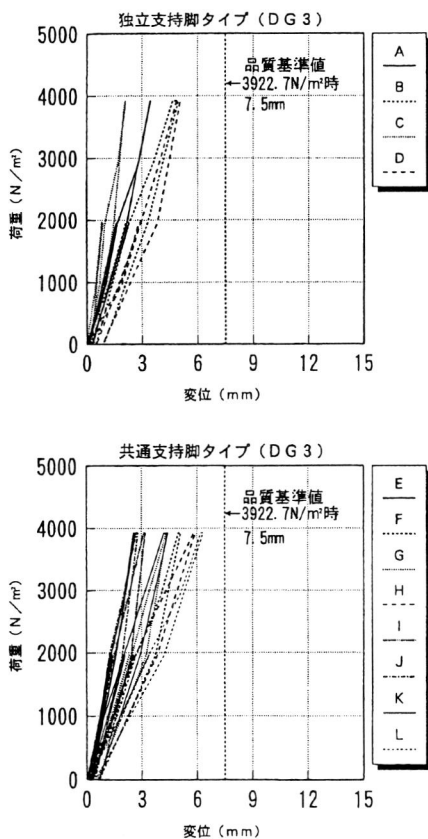 独立支持脚タイプ（DG3）
5000
4000
3000
2000
1000
0
荷重（N／m²）
品質基準値
←3922.7N/m²時
7.5mm
0 3 6 9 12 15
変位（mm）
A
B
C
D
共通支持脚タイプ（DG3）
5000
4000
3000
2000
1000
0
荷重（N／m²）
品質基準値
←3922.7N/m²時
7.5mm
0 3 6 9 12 15
変位（mm）
E
F
G
H
I
J
K
L